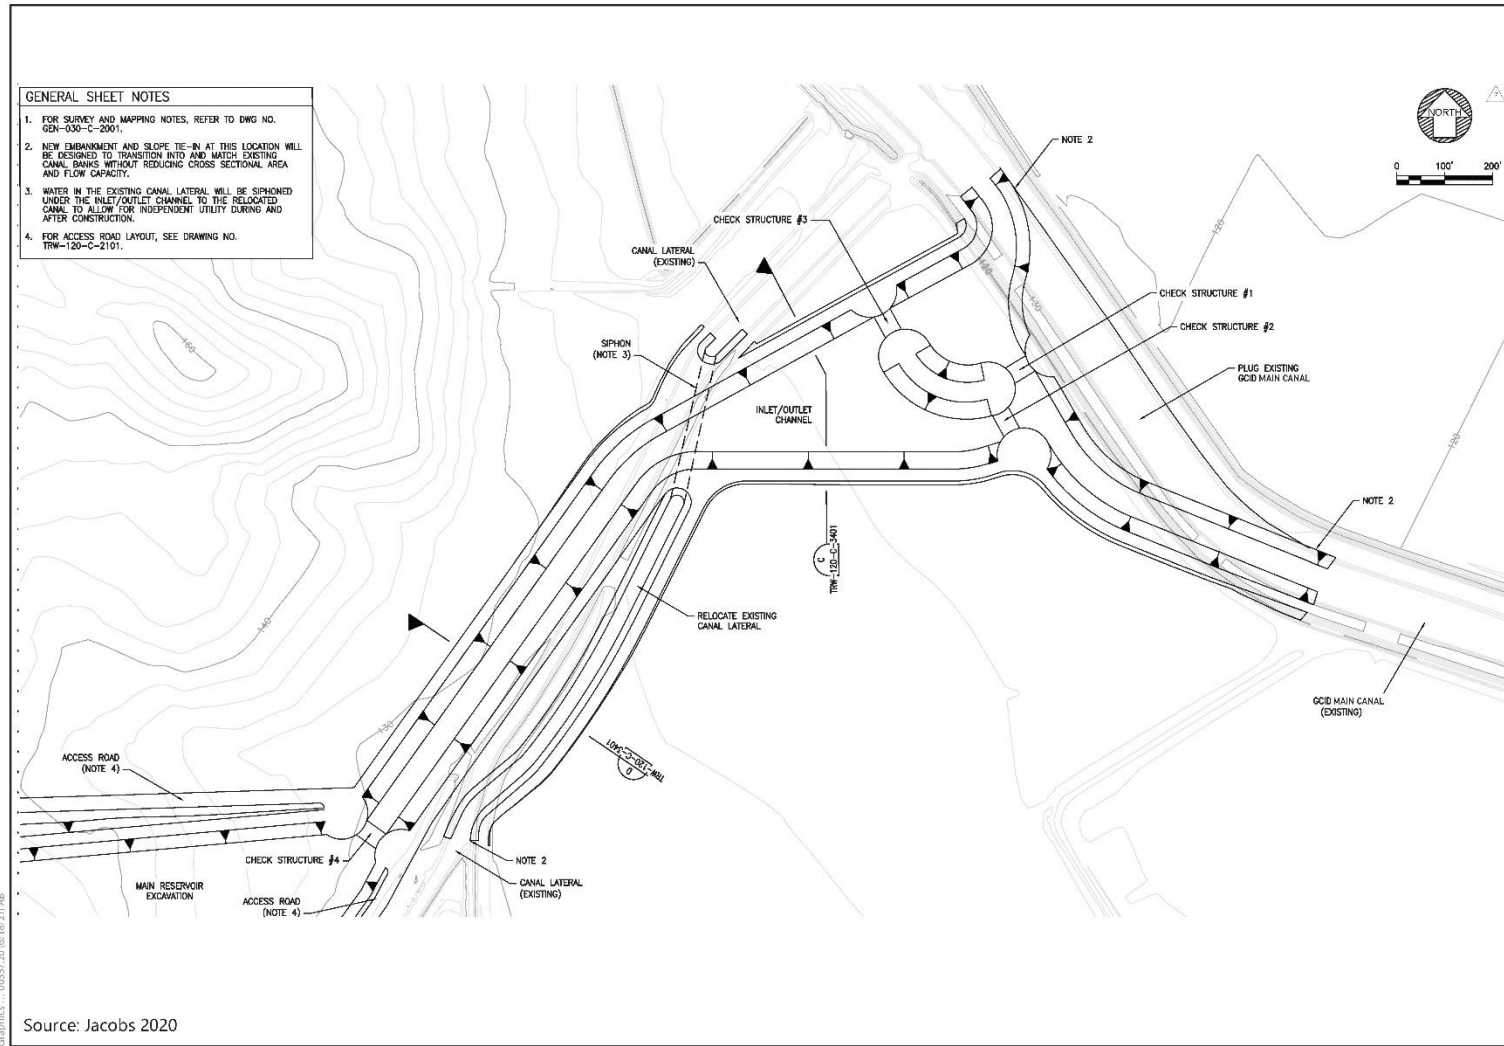 GENERAL SHEET NOTES
1. FOR SURVEY AND MAPPING NOTES, REFER TO DWG NO.
GEN-030-C-2001.
2. NEW EMBANKMENT AND SLOPE TIE-IN AT THIS LOCATION WILL
BE DESIGNED TO TRANSITION INTO AND MATCH EXISTING
CANAL BANKS WITHOUT REDUCING CROSS SECTIONAL AREA
AND FLOW CAPACITY.
3. WATER IN THE EXISTING CANAL LATERAL WILL BE SIPHONED
UNDER THE INLET/OUTLET CHANNEL TO THE RELOCATED
CANAL TO ALLOW FOR INDEPENDENT UTILITY DURING AND
AFTER CONSTRUCTION.
4. FOR ACCESS ROAD LAYOUT, SEE DRAWING NO.
TRW-120-C-2101.
NORTH
0 100' 200'
NOTE 2
CHECK STRUCTURE #3
CANAL LATERAL
(EXISTING)
120
120
130
CHECK STRUCTURE #1
CHECK STRUCTURE #2
SIPHON
(NOTE 3)
160
PLUG EXISTING
GCID MAIN CANAL
INLET/OUTLET
CHANNEL
120
NOTE 2
C
TRW-120-C-3401
RELOCATE EXISTING
CANAL LATERAL
140
GCID MAIN CANAL
(EXISTING)
130
TRW-120-C-3401
D
ACCESS ROAD
(NOTE 4)
CHECK STRUCTURE #4
NOTE 2
MAIN RESERVOIR
EXCAVATION
CANAL LATERAL
(EXISTING)
ACCESS ROAD
(NOTE 4)
Source: Jacobs 2020